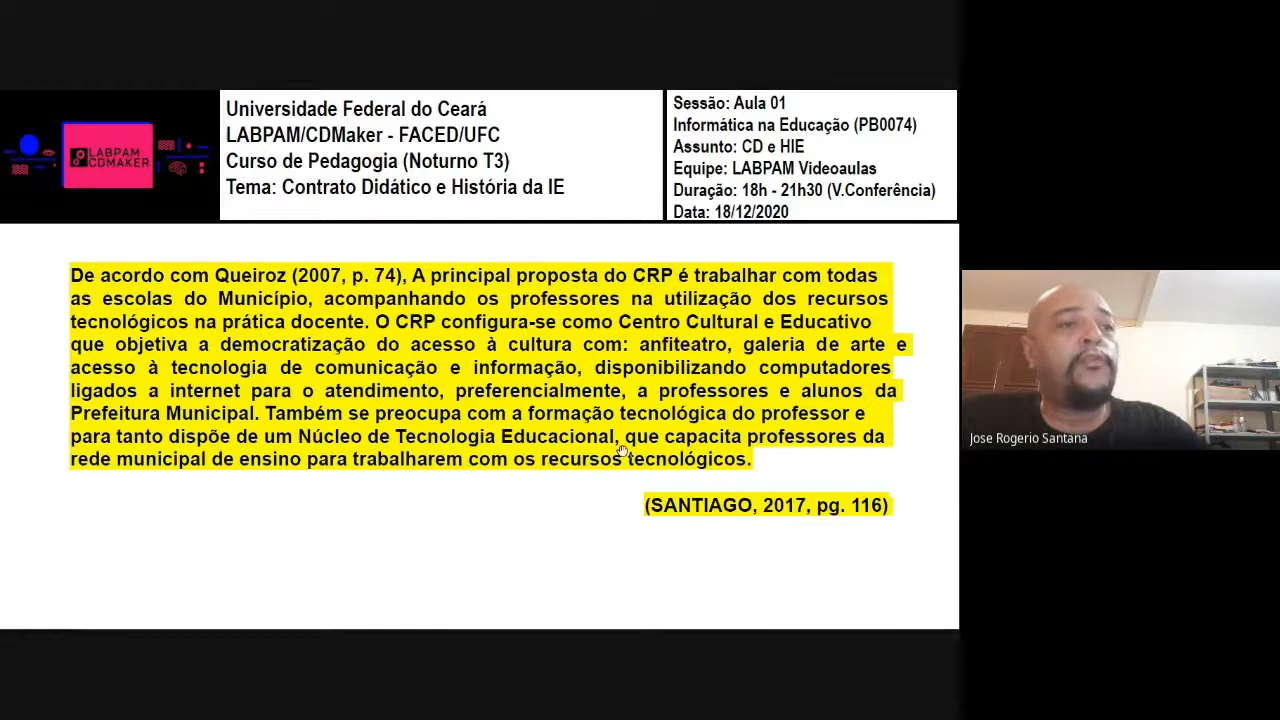 LABPAM
CDMAKER
Universidade Federal do Ceará
LABPAM/CDMaker - FACED/UFC
Curso de Pedagogia (Noturno T3)
Tema: Contrato Didático e História da IE
Sessão: Aula 01
Informática na Educação (PB0074)
Assunto: CD e HIE
Equipe: LABPAM Videoaulas
Duração: 18h - 21h30 (V.Conferência)
Data: 18/12/2020
De acordo com Queiroz (2007, p. 74), A principal proposta do CRP é trabalhar com todas
as escolas do Município, acompanhando os professores na utilização dos recursos
tecnológicos na prática docente. O CRP configura-se como Centro Cultural e Educativo
que objetiva a democratização do acesso à cultura com: anfiteatro, galeria de arte e
acesso à tecnologia de comunicação e informação, disponibilizando computadores
ligados a internet para o atendimento, preferencialmente, a professores e alunos da
Prefeitura Municipal. Também se preocupa com a formação tecnológica do professor e
para tanto dispõe de um Núcleo de Tecnologia Educacional, que capacita professores da
rede municipal de ensino para trabalharem com os recursos tecnológicos.
(SANTIAGO, 2017, pg. 116)
Jose Rogerio Santana